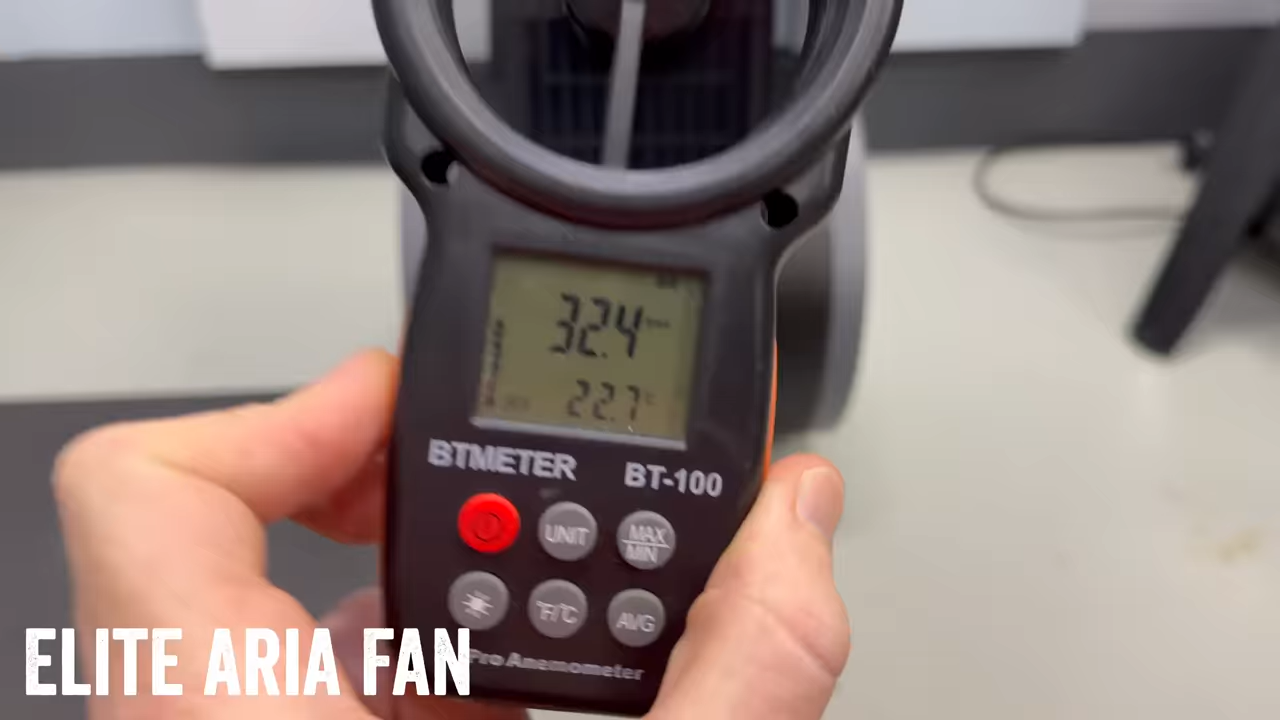 32.4
22.7
BTMETER BT-100
UNIT MAX
MIN
°F/°C AVG
Pro Anemometer
ELITE ARIA FAN